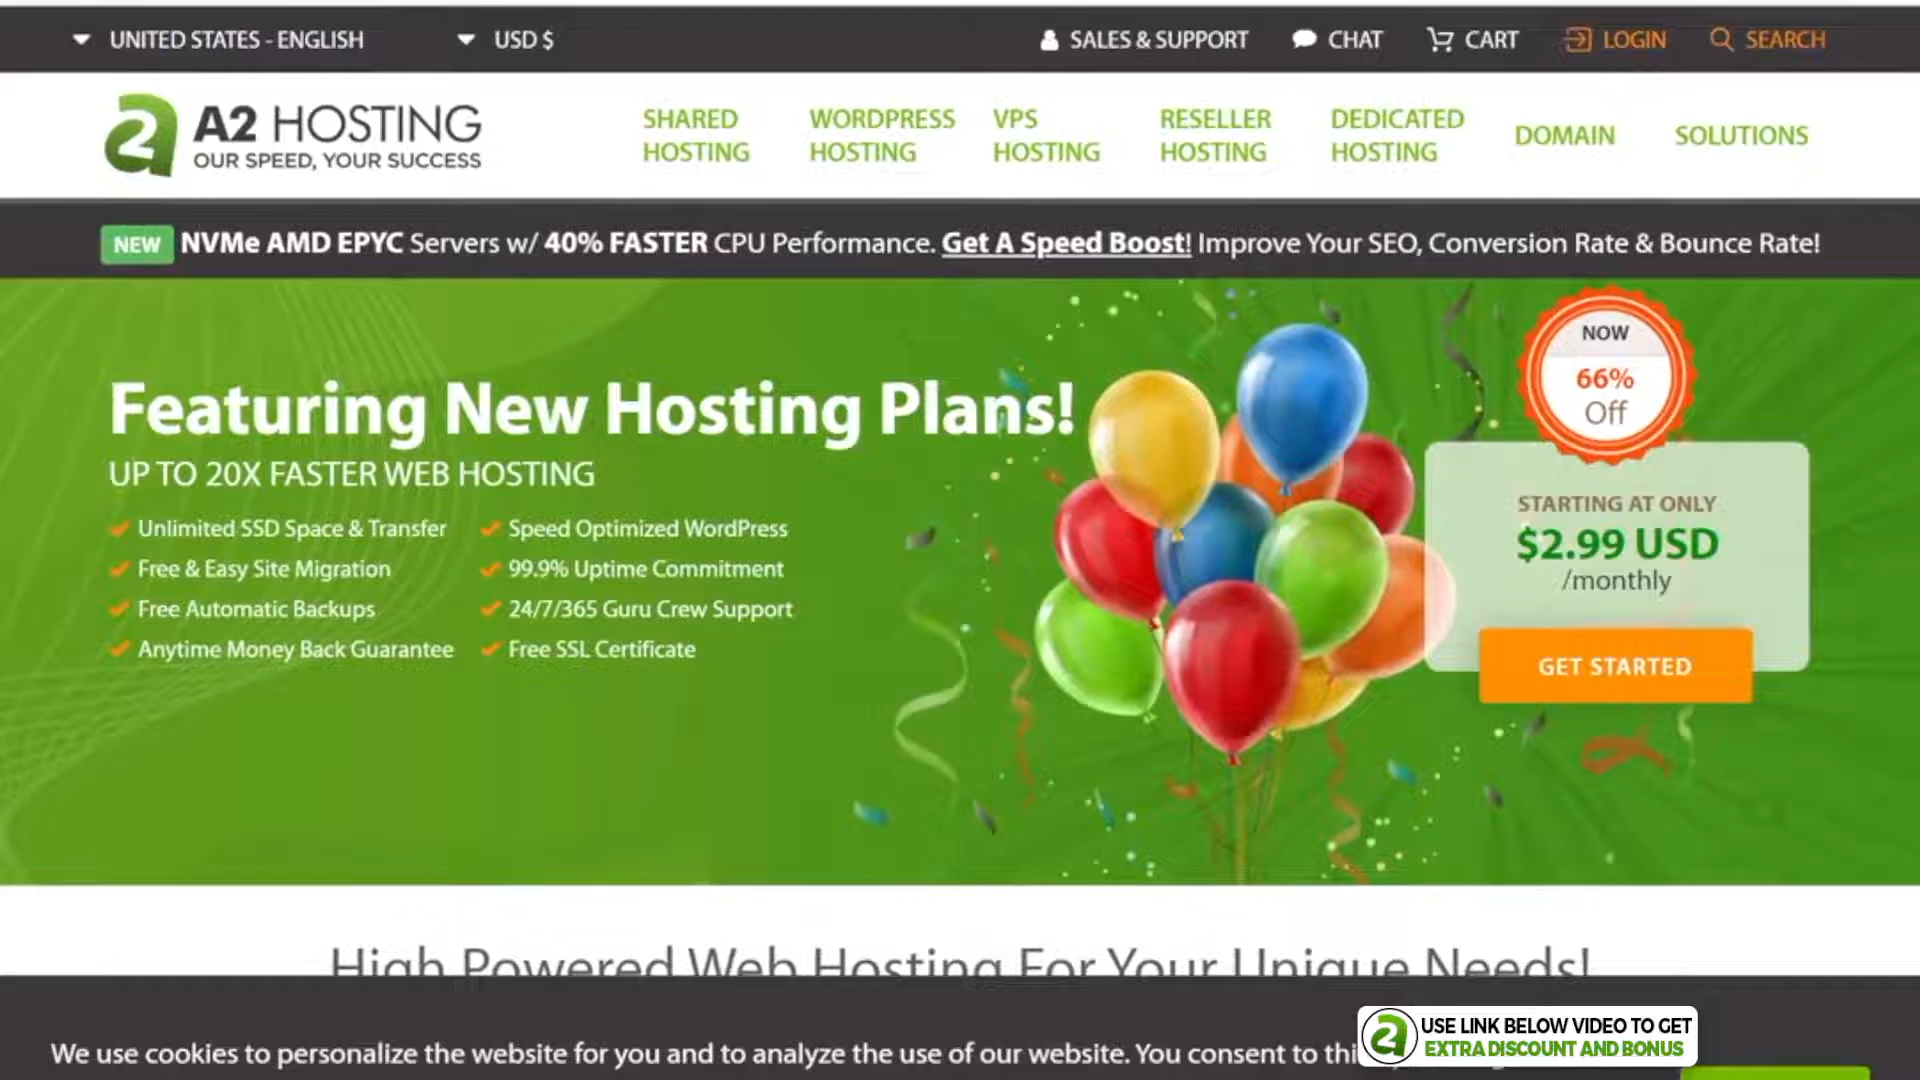 UNITED STATES - ENGLISH USD $ SALES & SUPPORT CHAT CART LOGIN SEARCH
A2 HOSTING
OUR SPEED, YOUR SUCCESS
SHARED HOSTING
WORDPRESS HOSTING
VPS HOSTING
RESELLER HOSTING
DEDICATED HOSTING
DOMAIN
SOLUTIONS
NEW NVMe AMD EPYC Servers w/ 40% FASTER CPU Performance. Get A Speed Boost! Improve Your SEO, Conversion Rate & Bounce Rate!
Featuring New Hosting Plans!
UP TO 20X FASTER WEB HOSTING
Unlimited SSD Space & Transfer
Free & Easy Site Migration
Free Automatic Backups
Anytime Money Back Guarantee
Speed Optimized WordPress
99.9% Uptime Commitment
24/7/365 Guru Crew Support
Free SSL Certificate
NOW
66%
Off
STARTING AT ONLY
$2.99 USD
/monthly
GET STARTED
High Powered Web Hosting For Your Unique Needs!
We use cookies to personalize the website for you and to analyze the use of our website. You consent to
USE LINK BELOW VIDEO TO GET
EXTRA DISCOUNT AND BONUS